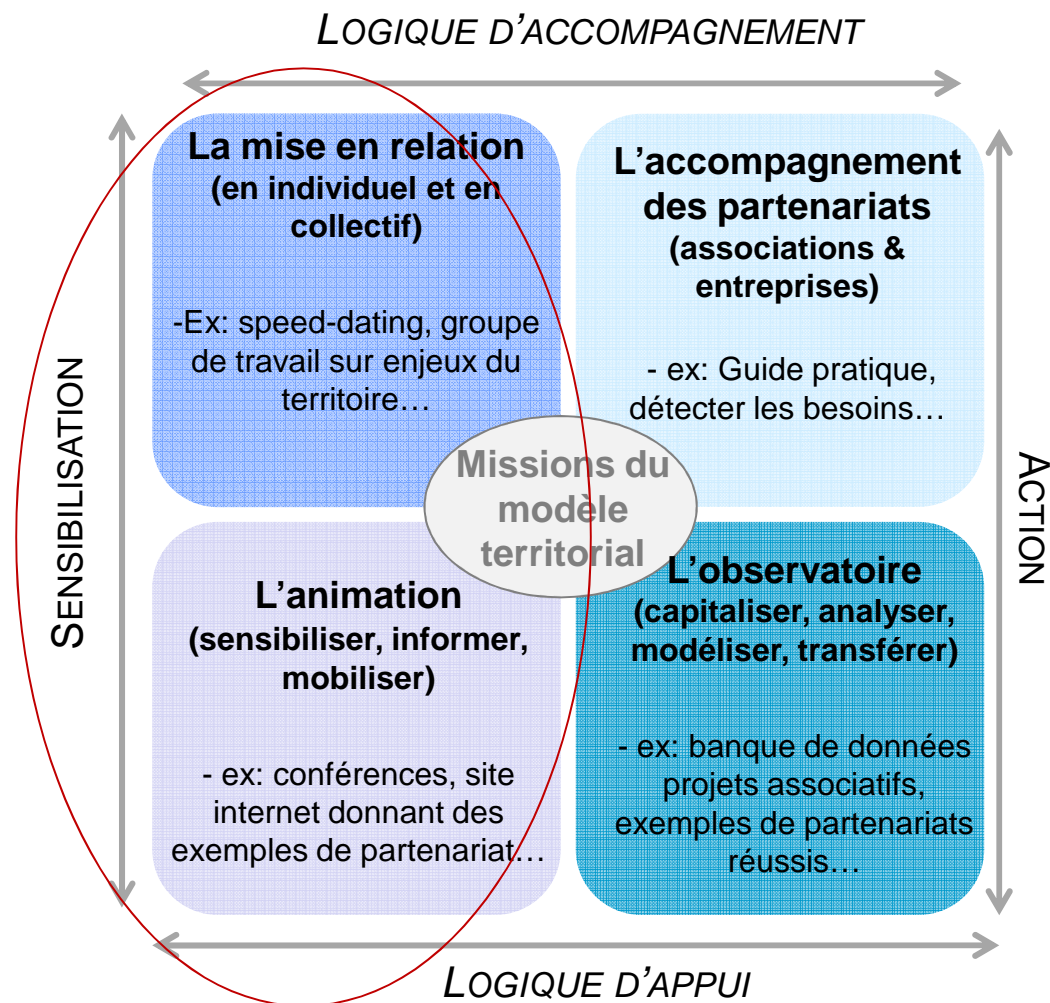 LOGIQUE D'ACCOMPAGNEMENT
SENSIBILISATION
La mise en relation
(en individuel et en
collectif)
-Ex: speed-dating, groupe
de travail sur enjeux du
territoire…
L'accompagnement
des partenariats
(associations &
entreprises)
- ex: Guide pratique,
détecter les besoins…
ACTION
Missions du
modèle
territorial
L'animation
(sensibiliser, informer,
mobiliser)
- ex: conférences, site
internet donnant des
exemples de partenariat…
L'observatoire
(capitaliser, analyser,
modéliser, transférer)
- ex: banque de données
projets associatifs,
exemples de partenariats
réussis…
LOGIQUE D'APPUI